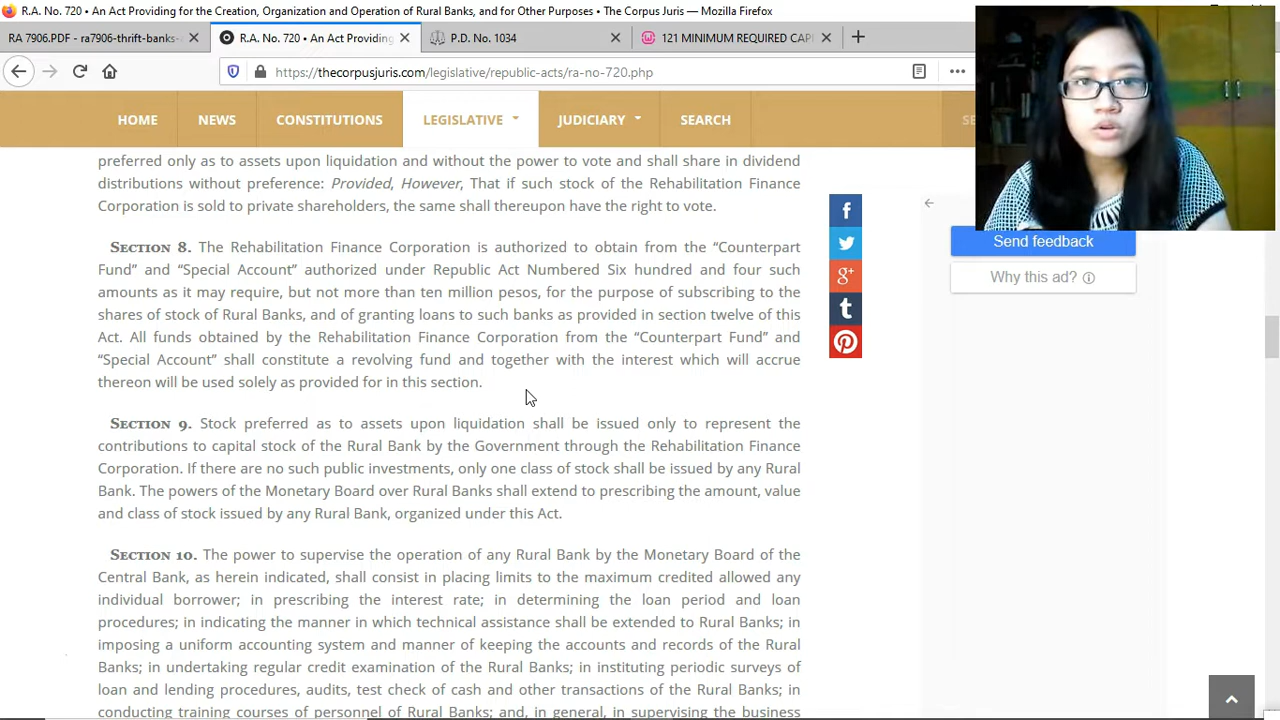 R.A. No. 720 • An Act Providing for the Creation, Organization and Operation of Rural Banks, and for Other Purposes • The Corpus Juris - Mozilla Firefox
RA 7906.PDF - ra7906-thrift-banks-
R.A. No. 720 • An Act Providing
P.D. No. 1034
121 MINIMUM REQUIRED CAPI
https://thecorpusjuris.com/legislative/republic-acts/ra-no-720.php
HOME
NEWS
CONSTITUTIONS
LEGISLATIVE
JUDICIARY
SEARCH
SE
preferred only as to assets upon liquidation and without the power to vote and shall share in dividend
distributions without preference: Provided, However, That if such stock of the Rehabilitation Finance
Corporation is sold to private shareholders, the same shall thereupon have the right to vote.
SECTION 8. The Rehabilitation Finance Corporation is authorized to obtain from the “Counterpart
Fund” and “Special Account” authorized under Republic Act Numbered Six hundred and four such
amounts as it may require, but not more than ten million pesos, for the purpose of subscribing to the
shares of stock of Rural Banks, and of granting loans to such banks as provided in section twelve of this
Act. All funds obtained by the Rehabilitation Finance Corporation from the “Counterpart Fund” and
“Special Account” shall constitute a revolving fund and together with the interest which will accrue
thereon will be used solely as provided for in this section.
SECTION 9. Stock preferred as to assets upon liquidation shall be issued only to represent the
contributions to capital stock of the Rural Bank by the Government through the Rehabilitation Finance
Corporation. If there are no such public investments, only one class of stock shall be issued by any Rural
Bank. The powers of the Monetary Board over Rural Banks shall extend to prescribing the amount, value
and class of stock issued by any Rural Bank, organized under this Act.
SECTION 10. The power to supervise the operation of any Rural Bank by the Monetary Board of the
Central Bank, as herein indicated, shall consist in placing limits to the maximum credited allowed any
individual borrower; in prescribing the interest rate; in determining the loan period and loan
procedures; in indicating the manner in which technical assistance shall be extended to Rural Banks; in
imposing a uniform accounting system and manner of keeping the accounts and records of the Rural
Banks; in undertaking regular credit examination of the Rural Banks; in instituting periodic surveys of
loan and lending procedures, audits, test check of cash and other transactions of the Rural Banks; in
conducting training courses of personnel of Rural Banks; and, in general, in supervising the business
Send feedback
Why this ad?